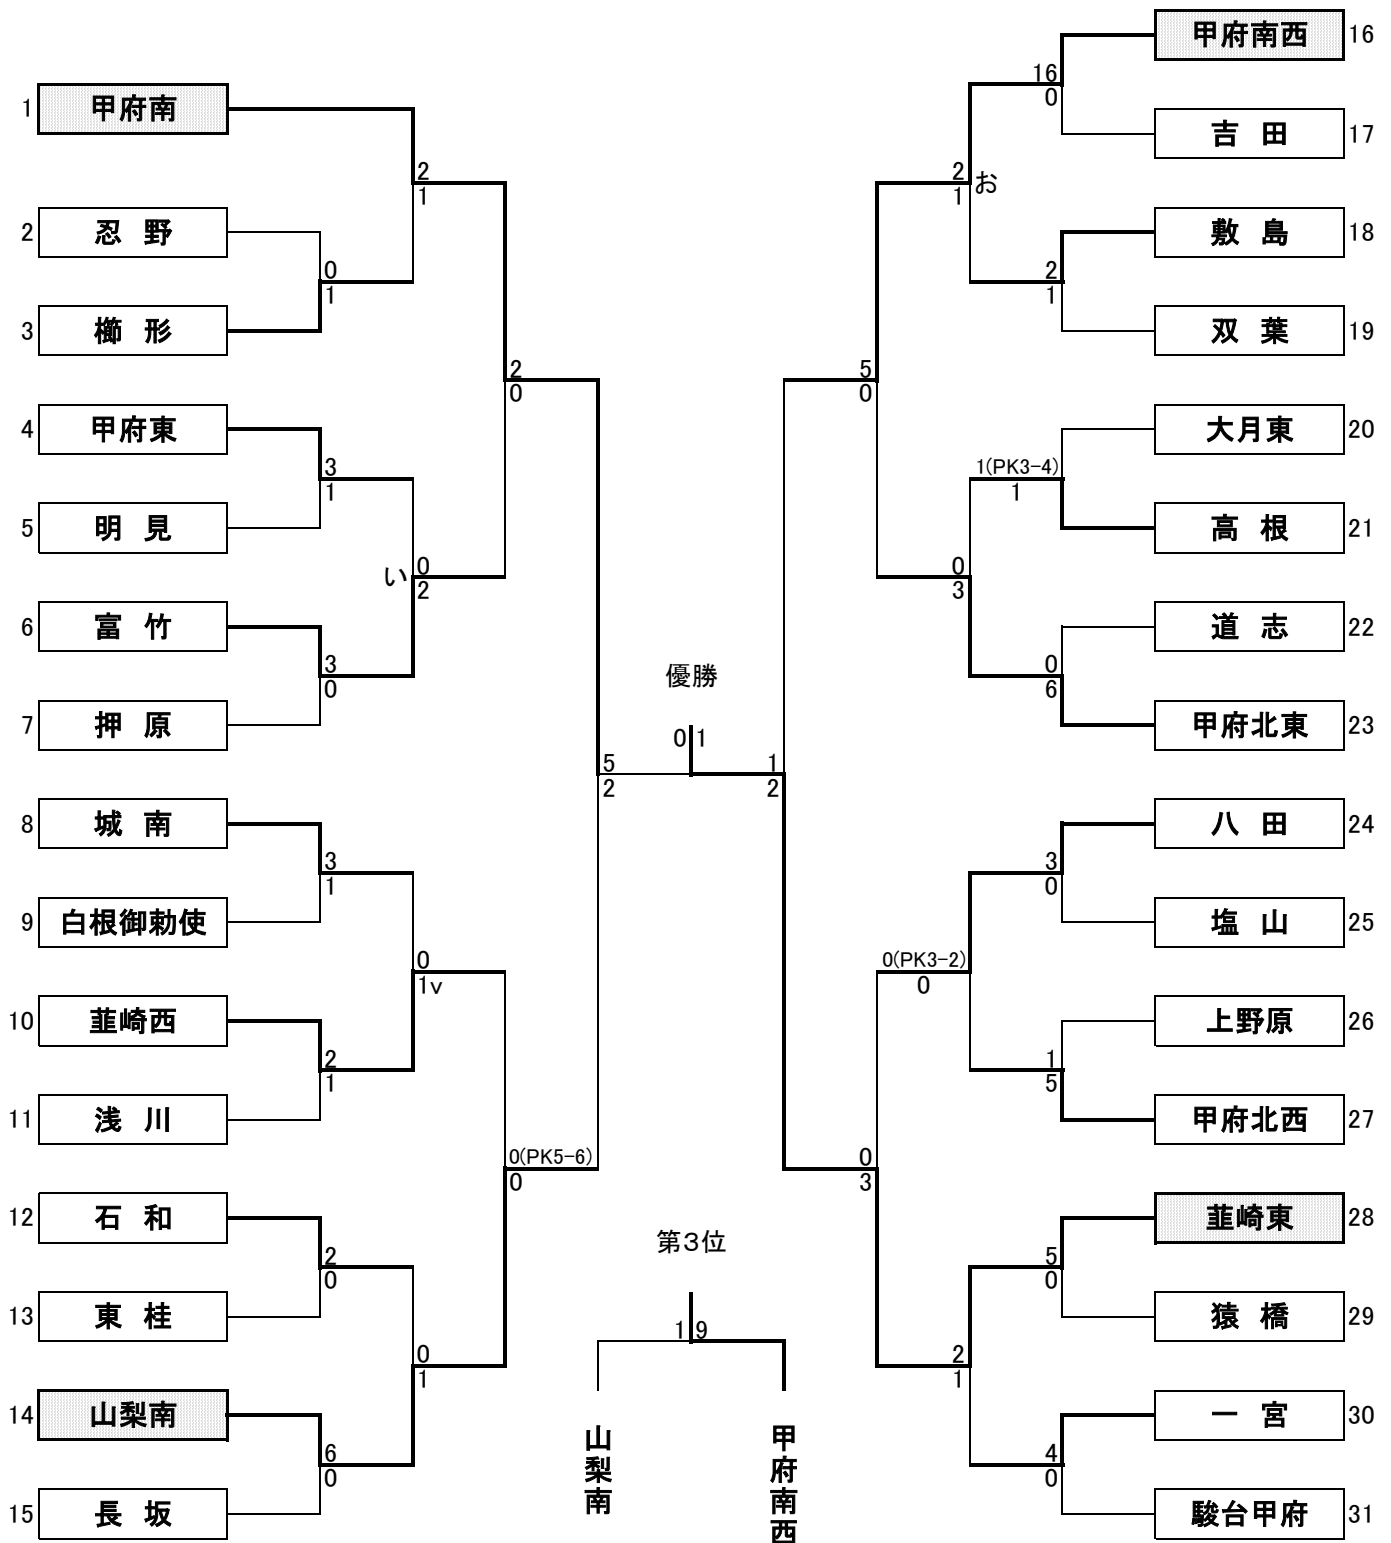 1 甲府南
2 忍 野
3 櫛 形
4 甲府東
5 明 見
6 富 竹
7 押 原
8 城 南
9 白根御勅使
10 韮崎西
11 浅 川
12 石 和
13 東 桂
14 山梨南
15 長 坂
2
1
0
1
3
1
い
0
2
3
0
2
0
3
1
0
1v
2
1
2
0
0
1
6
0
0(PK5-6)
0
5
2
優勝
0 1
第3位
1 9
山梨南
甲府南西
1
2
5
0
0
3
2
1
お
0
3
0(PK3-2)
0
2
1
16
0
2
1
1(PK3-4)
1
0
6
3
0
1
5
5
0
4
0
甲府南西 16
吉 田 17
敷 島 18
双 葉 19
大月東 20
高 根 21
道 志 22
甲府北東 23
八 田 24
塩 山 25
上野原 26
甲府北西 27
韮崎東 28
猿 橋 29
一 宮 30
駿台甲府 31